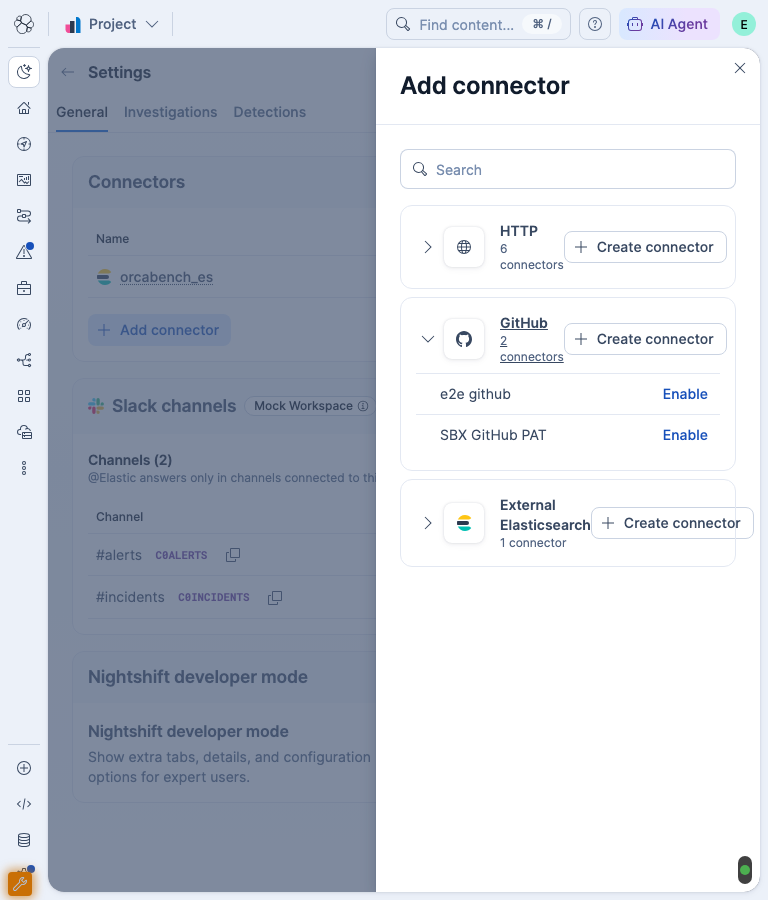 Project
Find content...
⌘ /
AI Agent
E
Settings
General
Investigations
Detections
Connectors
Name
orcabench_es
Add connector
Slack channels
Mock Workspace
Channels (2)
@Elastic answers only in channels connected to thi
Channel
#alerts
C0ALERTS
#incidents
C0INCIDENTS
Nightshift developer mode
Nightshift developer mode
Show extra tabs, details, and configuration
options for expert users.
Add connector
Search
HTTP
6
connectors
Create connector
GitHub
2
connectors
Create connector
e2e github
Enable
SBX GitHub PAT
Enable
External
Elasticsearch
1 connector
Create connector